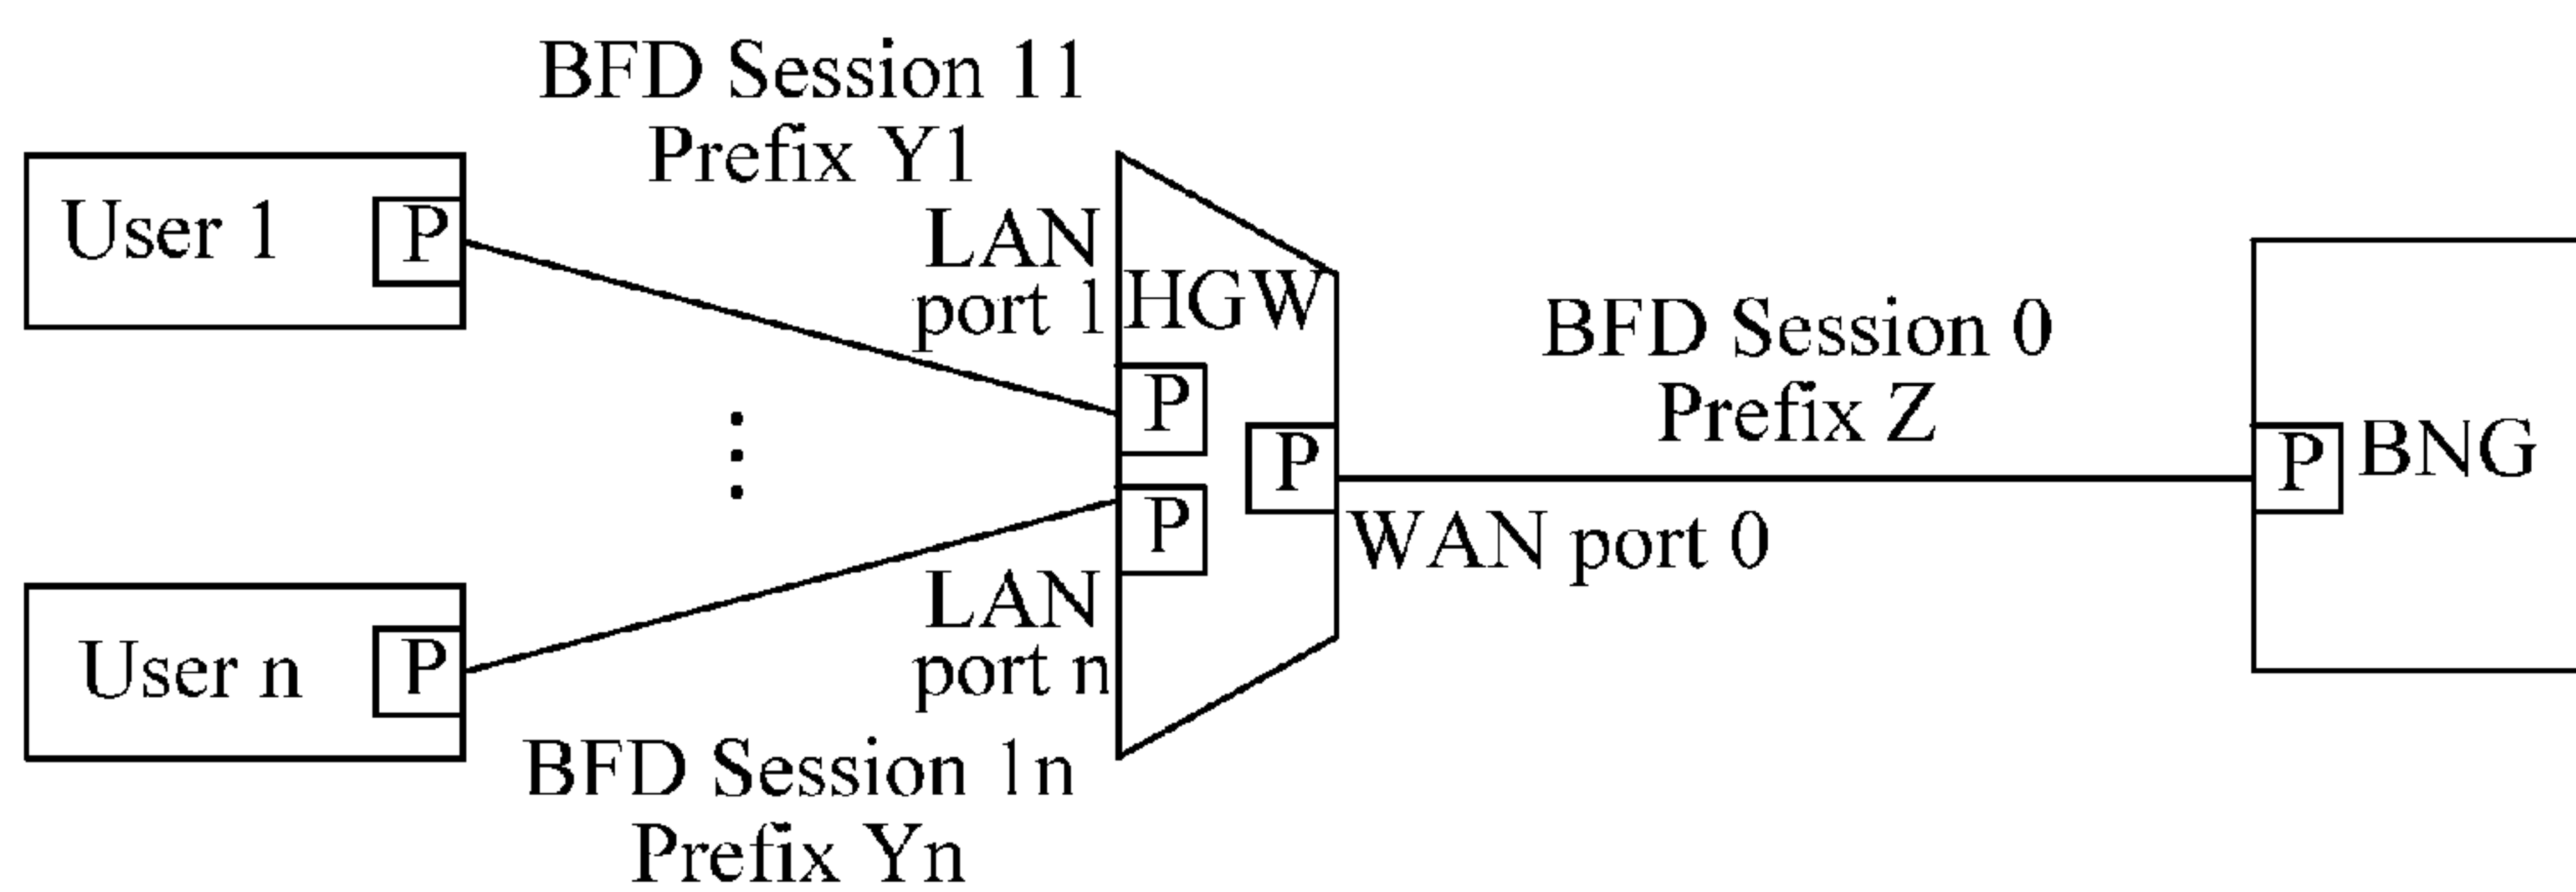 BFD Session 11
Prefix Y1
User 1
P
LAN
port 1
HGW
P
BFD Session 0
Prefix Z
P
P
BNG
WAN port 0
P
LAN
port n
User n
P
BFD Session 1n
Prefix Yn